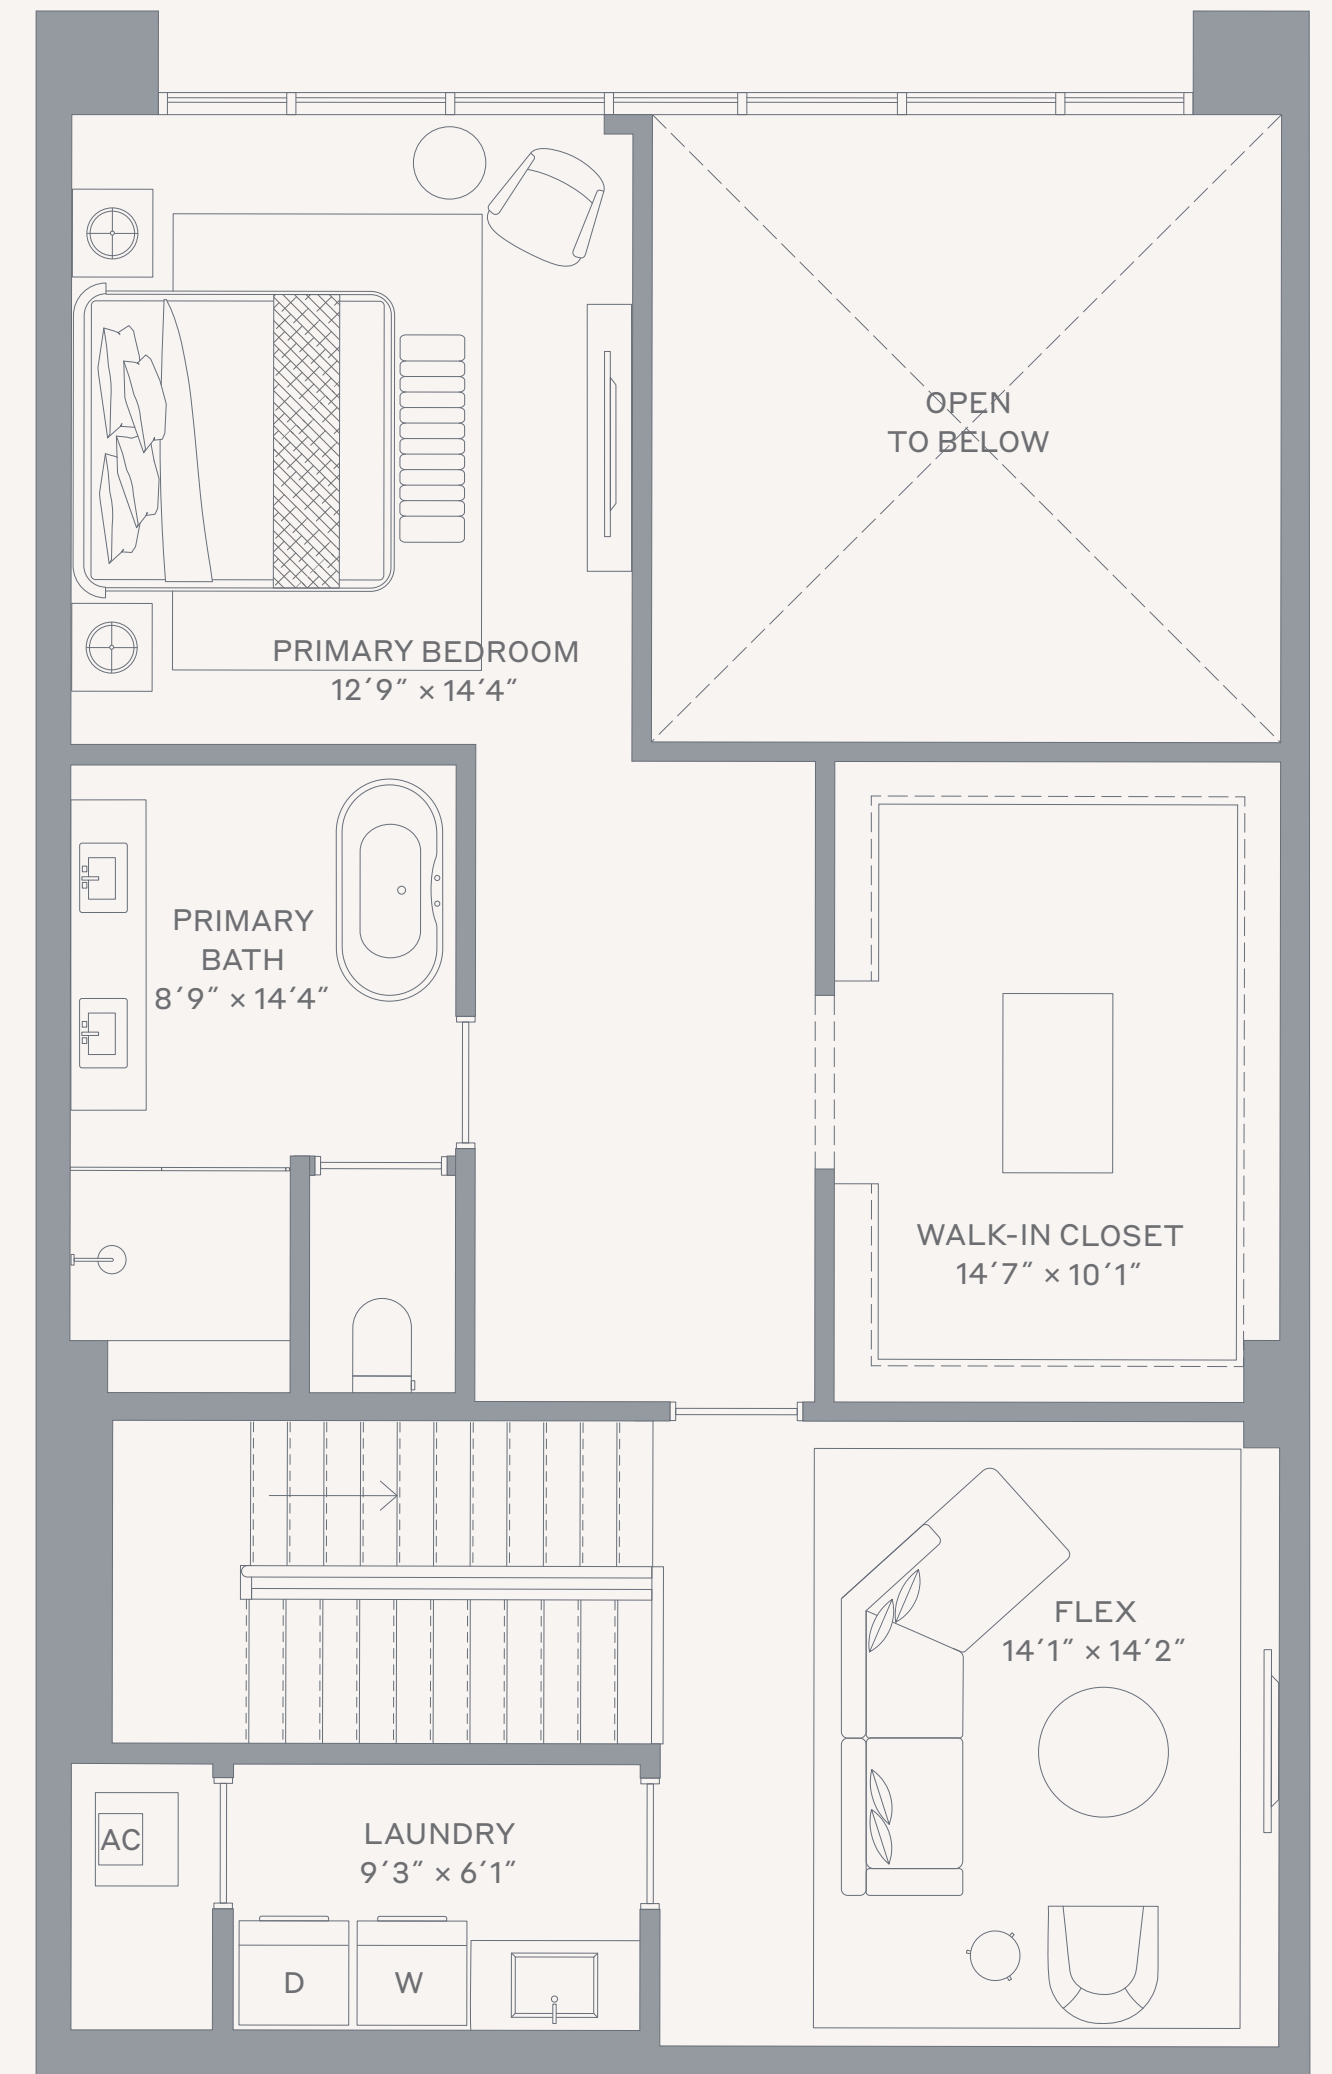 OPEN
TO BELOW
PRIMARY BEDROOM
12´9˝ × 14´4˝
PRIMARY
BATH
8´9˝ × 14´4˝
WALK-IN CLOSET
14´7˝ × 10´1˝
FLEX
14´1˝ × 14´2˝
AC
LAUNDRY
9´3˝ × 6´1˝
D
W